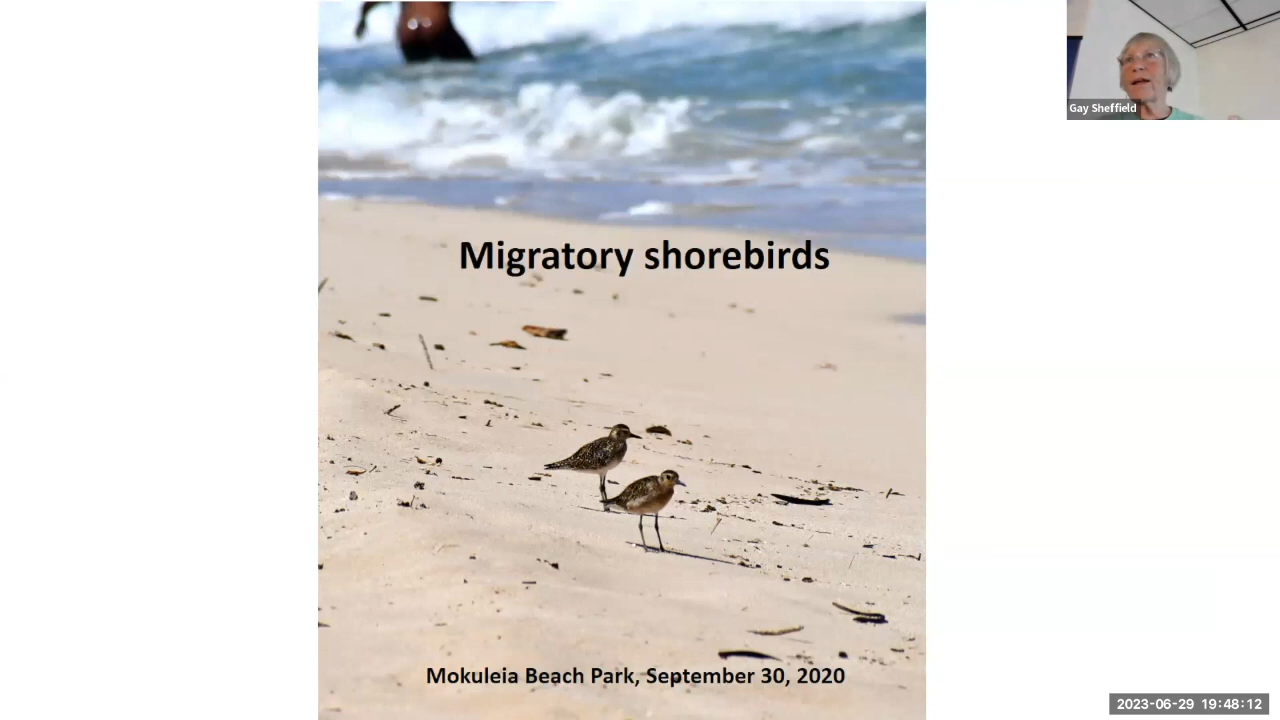 Gay Sheffield
Migratory shorebirds
Mokuleia Beach Park, September 30, 2020
2023-06-29 19:48:12